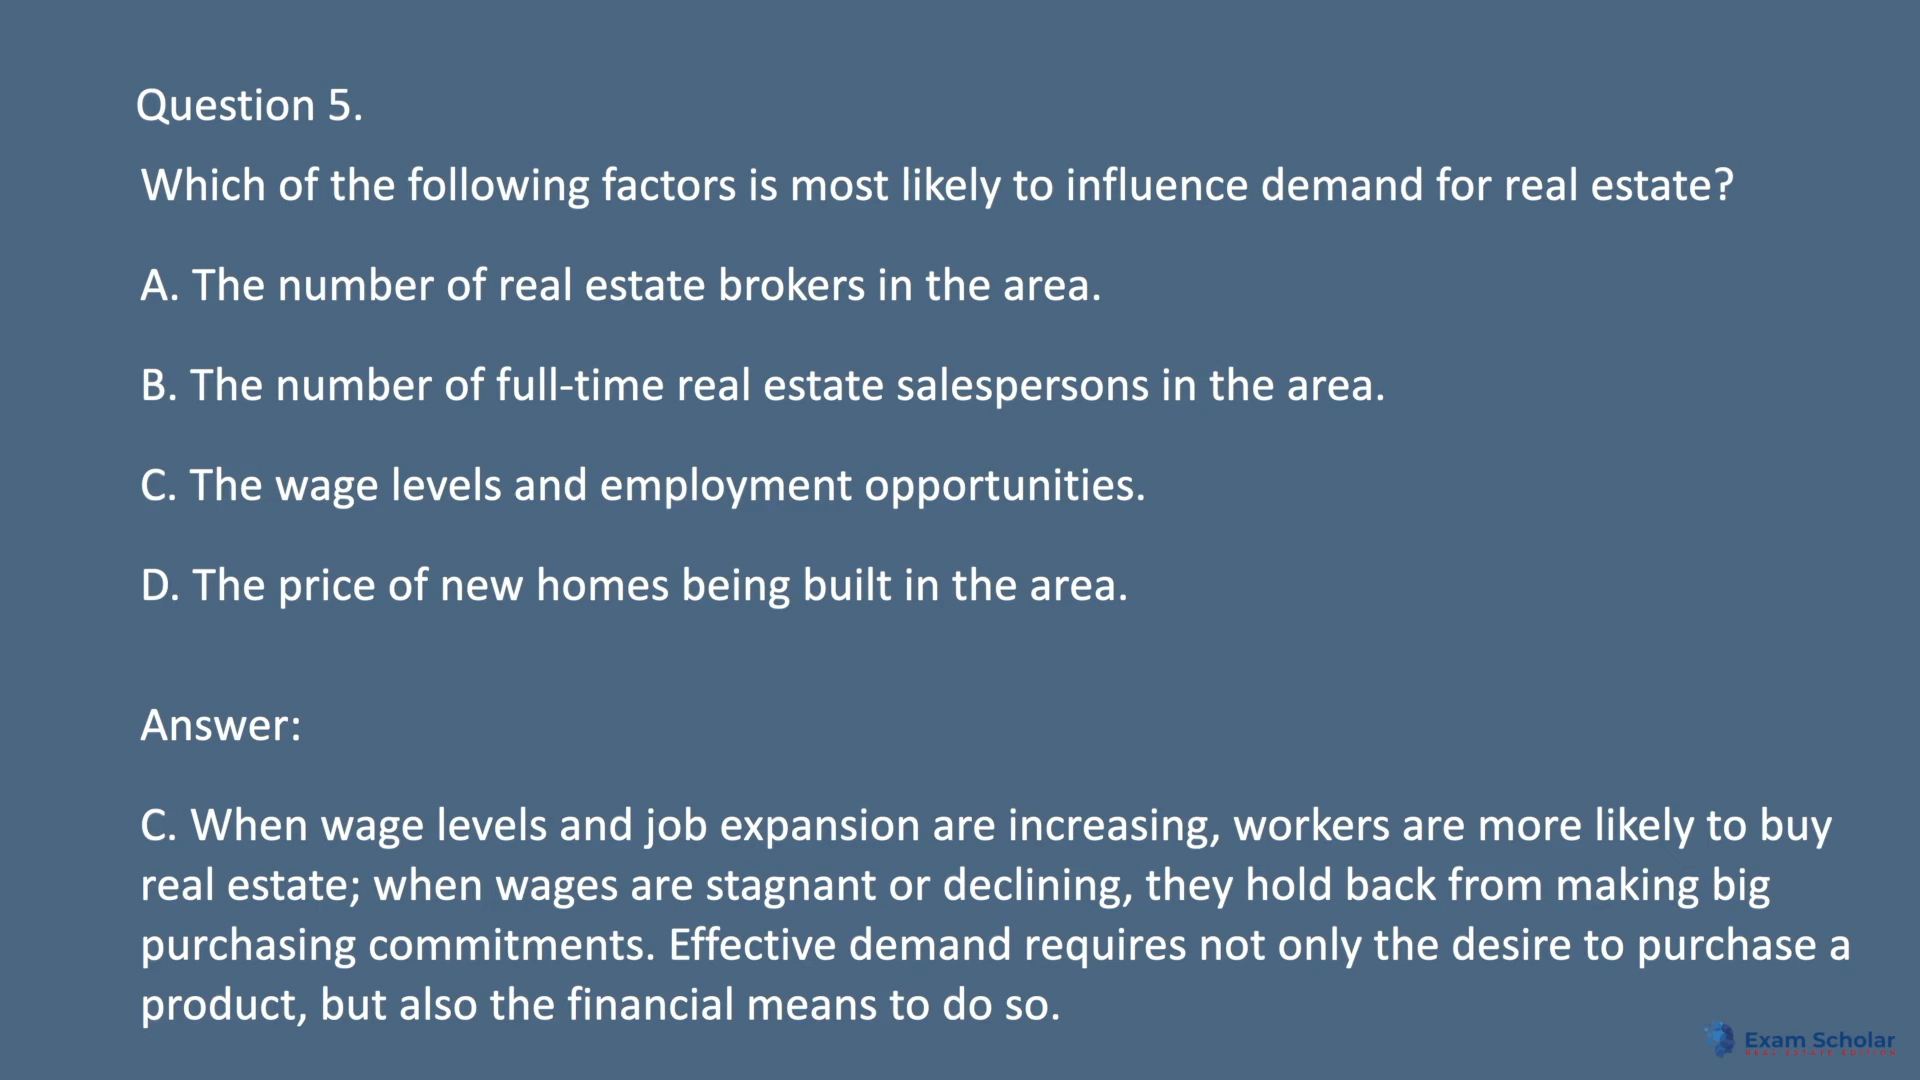 Question 5.
Which of the following factors is most likely to influence demand for real estate?
A. The number of real estate brokers in the area.
B. The number of full-time real estate salespersons in the area.
C. The wage levels and employment opportunities.
D. The price of new homes being built in the area.
Answer:
C. When wage levels and job expansion are increasing, workers are more likely to buy
real estate; when wages are stagnant or declining, they hold back from making big
purchasing commitments. Effective demand requires not only the desire to purchase a
product, but also the financial means to do so.
Exam Scholar
REAL ESTATE EDITION